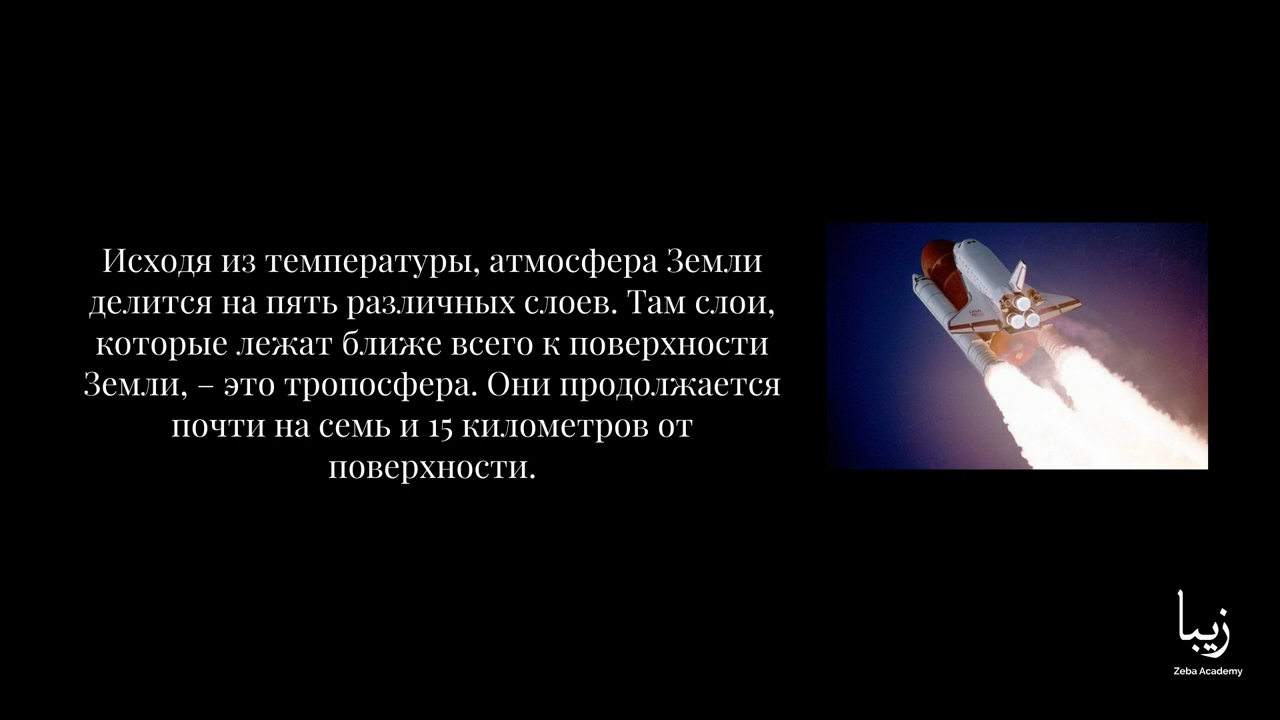 Исходя из температуры, атмосфера Земли
делится на пять различных слоев. Там слои,
которые лежат ближе всего к поверхности
Земли, – это тропосфера. Они продолжается
почти на семь и 15 километров от
поверхности.
زیبا
Zeba Academy